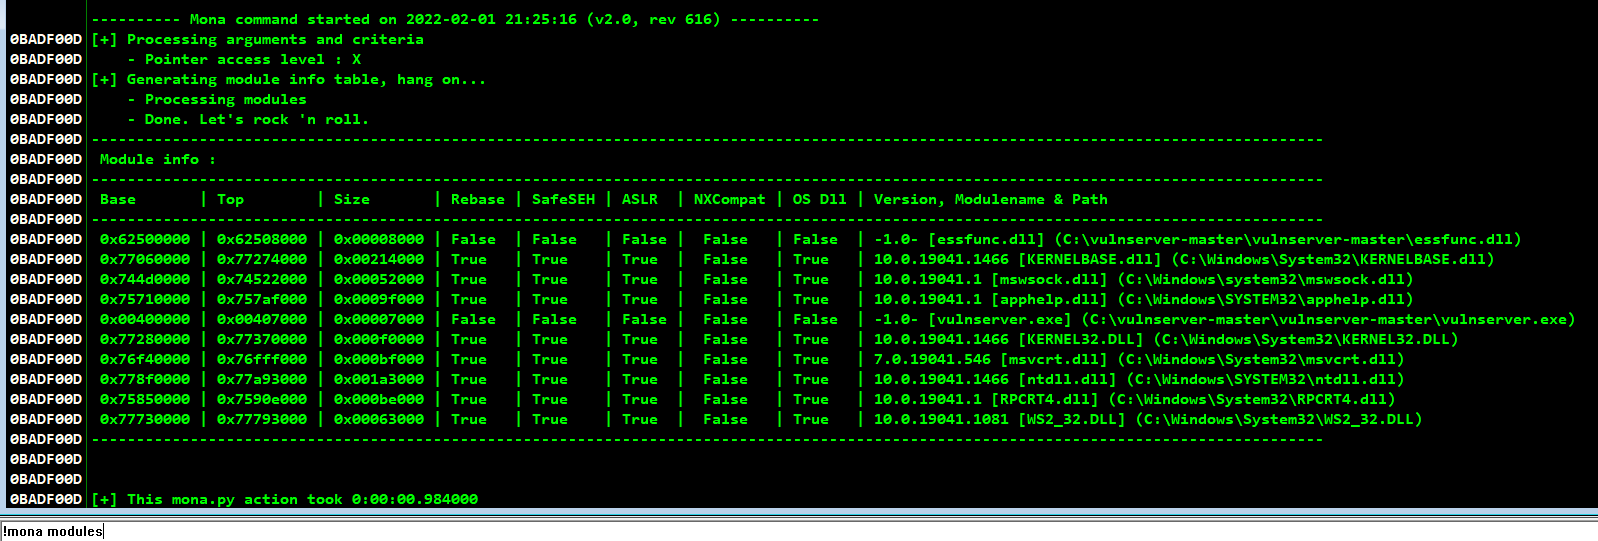 ---------- Mona command started on 2022-02-01 21:25:16 (v2.0, rev 616) ----------
0BADF00D [+] Processing arguments and criteria
0BADF00D     - Pointer access level : X
0BADF00D [+] Generating module info table, hang on...
0BADF00D     - Processing modules
0BADF00D     - Done. Let's rock 'n roll.
0BADF00D -----------------------------------------------------------------------------------------------------------------------------------------
0BADF00D  Module info :
0BADF00D -----------------------------------------------------------------------------------------------------------------------------------------
0BADF00D  Base       | Top        | Size       | Rebase | SafeSEH | ASLR  | NXCompat | OS Dll | Version, Modulename & Path
0BADF00D -----------------------------------------------------------------------------------------------------------------------------------------
0BADF00D  0x62500000 | 0x62508000 | 0x00008000 | False  | False   | False |  False   | False  | -1.0- [essfunc.dll] (C:\vulnserver-master\vulnserver-master\essfunc.dll)
0BADF00D  0x77060000 | 0x77274000 | 0x00214000 | True   | True    | True  |  False   | True   | 10.0.19041.1466 [KERNELBASE.dll] (C:\Windows\System32\KERNELBASE.dll)
0BADF00D  0x744d0000 | 0x74522000 | 0x00052000 | True   | True    | True  |  False   | True   | 10.0.19041.1 [mswsock.dll] (C:\Windows\system32\mswsock.dll)
0BADF00D  0x75710000 | 0x757af000 | 0x0009f000 | True   | True    | True  |  False   | True   | 10.0.19041.1 [apphelp.dll] (C:\Windows\SYSTEM32\apphelp.dll)
0BADF00D  0x00400000 | 0x00407000 | 0x00007000 | False  | False   | False |  False   | False  | -1.0- [vulnserver.exe] (C:\vulnserver-master\vulnserver-master\vulnserver.exe)
0BADF00D  0x77280000 | 0x77370000 | 0x000f0000 | True   | True    | True  |  False   | True   | 10.0.19041.1466 [KERNEL32.DLL] (C:\Windows\System32\KERNEL32.DLL)
0BADF00D  0x76f40000 | 0x76fff000 | 0x000bf000 | True   | True    | True  |  False   | True   | 7.0.19041.546 [msvcrt.dll] (C:\Windows\System32\msvcrt.dll)
0BADF00D  0x778f0000 | 0x77a93000 | 0x001a3000 | True   | True    | True  |  False   | True   | 10.0.19041.1466 [ntdll.dll] (C:\Windows\SYSTEM32\ntdll.dll)
0BADF00D  0x75850000 | 0x7590e000 | 0x000be000 | True   | True    | True  |  False   | True   | 10.0.19041.1 [RPCRT4.dll] (C:\Windows\System32\RPCRT4.dll)
0BADF00D  0x77730000 | 0x77793000 | 0x00063000 | True   | True    | True  |  False   | True   | 10.0.19041.1081 [WS2_32.DLL] (C:\Windows\System32\WS2_32.DLL)
0BADF00D -----------------------------------------------------------------------------------------------------------------------------------------
0BADF00D
0BADF00D
0BADF00D [+] This mona.py action took 0:00:00.984000
!mona modules